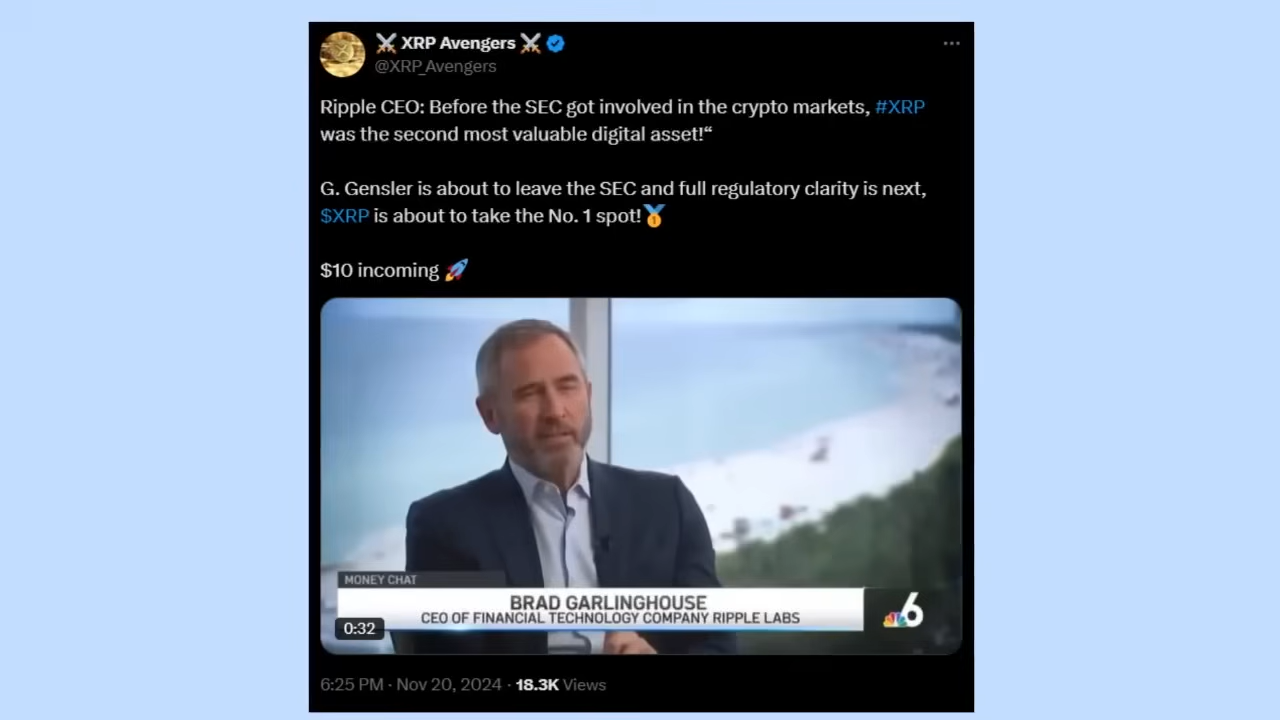 ⚔️ XRP Avengers ⚔️
@XRP_Avengers
Ripple CEO: Before the SEC got involved in the crypto markets, #XRP
was the second most valuable digital asset!“
G. Gensler is about to leave the SEC and full regulatory clarity is next,
$XRP is about to take the No. 1 spot!🥇
$10 incoming 🚀
MONEY CHAT
BRAD GARLINGHOUSE
CEO OF FINANCIAL TECHNOLOGY COMPANY RIPPLE LABS
6
0:32
6:25 PM · Nov 20, 2024 · 18.3K Views